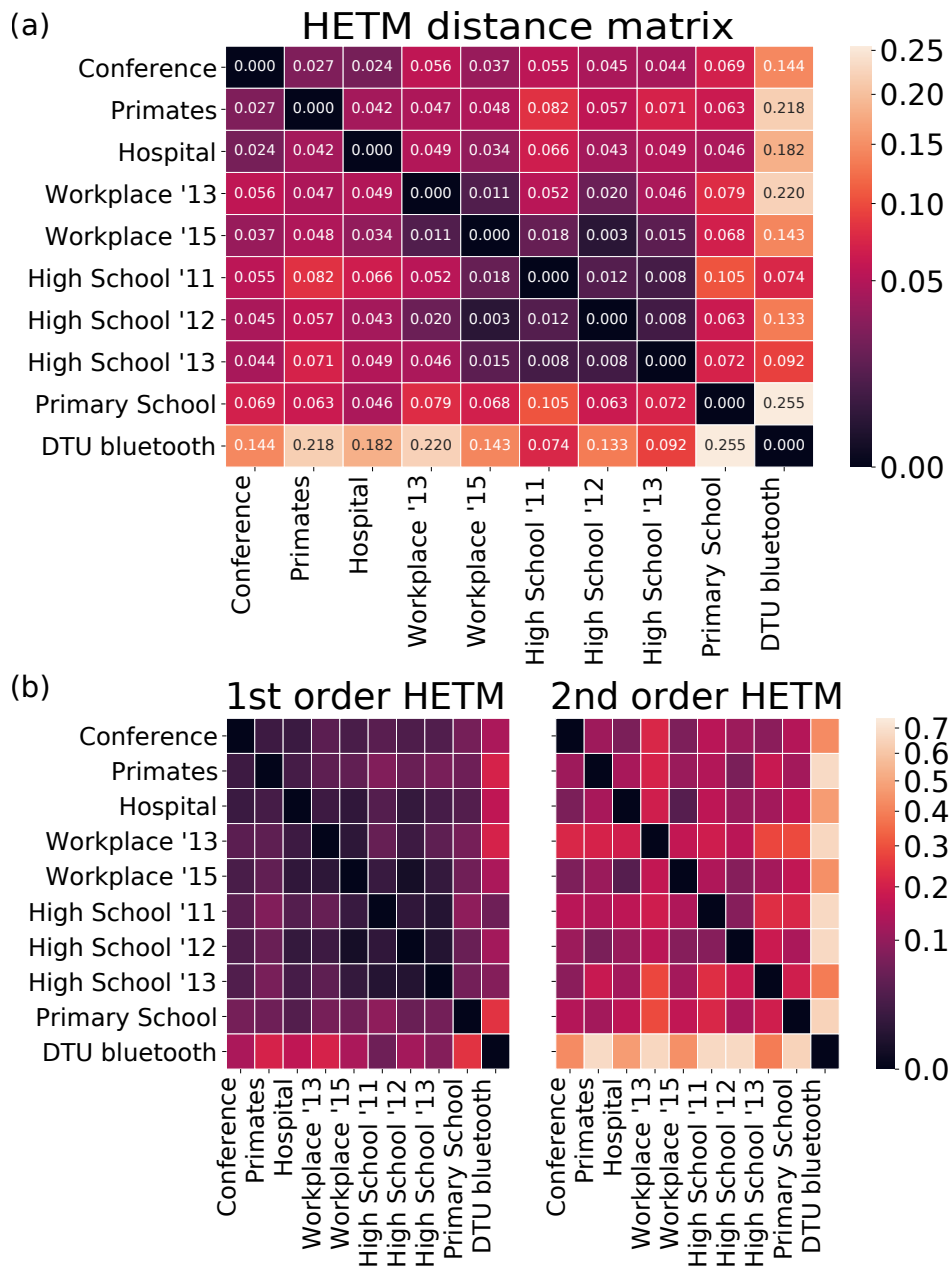 (a)
HETM distance matrix
Conference 0.000 0.027 0.024 0.056 0.037 0.055 0.045 0.044 0.069 0.144
Primates 0.027 0.000 0.042 0.047 0.048 0.082 0.057 0.071 0.063 0.218
Hospital 0.024 0.042 0.000 0.049 0.034 0.066 0.043 0.049 0.046 0.182
Workplace '13 0.056 0.047 0.049 0.000 0.011 0.052 0.020 0.046 0.079 0.220
Workplace '15 0.037 0.048 0.034 0.011 0.000 0.018 0.003 0.015 0.068 0.143
High School '11 0.055 0.082 0.066 0.052 0.018 0.000 0.012 0.008 0.105 0.074
High School '12 0.045 0.057 0.043 0.020 0.003 0.012 0.000 0.008 0.063 0.133
High School '13 0.044 0.071 0.049 0.046 0.015 0.008 0.008 0.000 0.072 0.092
Primary School 0.069 0.063 0.046 0.079 0.068 0.105 0.063 0.072 0.000 0.255
DTU bluetooth 0.144 0.218 0.182 0.220 0.143 0.074 0.133 0.092 0.255 0.000
Conference
Primates
Hospital
Workplace '13
Workplace '15
High School '11
High School '12
High School '13
Primary School
DTU bluetooth
0.25
0.20
0.15
0.10
0.05
0.00
(b)
1st order HETM
2nd order HETM
Conference
Primates
Hospital
Workplace '13
Workplace '15
High School '11
High School '12
High School '13
Primary School
DTU bluetooth
Conference
Primates
Hospital
Workplace '13
Workplace '15
High School '11
High School '12
High School '13
Primary School
DTU bluetooth
Conference
Primates
Hospital
Workplace '13
Workplace '15
High School '11
High School '12
High School '13
Primary School
DTU bluetooth
0.7
0.6
0.5
0.4
0.3
0.2
0.1
0.0